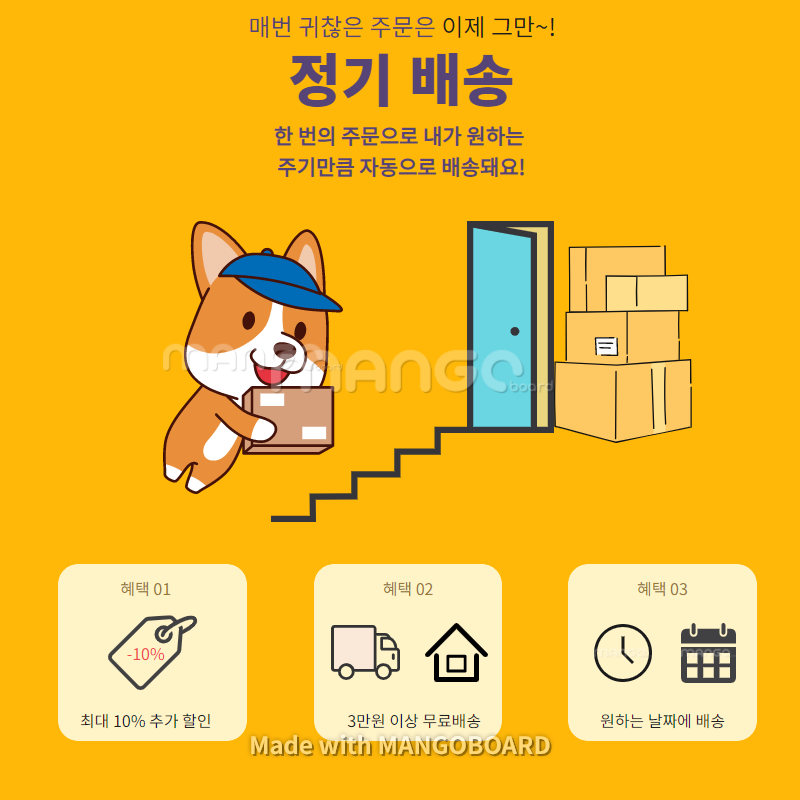 매번 귀찮은 주문은 이제 그만~!
정기 배송
한 번의 주문으로 내가 원하는
주기만큼 자동으로 배송돼요!
MANGO board
혜택 01
혜택 02
혜택 03
-10%
최대 10% 추가 할인
3만원 이상 무료배송
원하는 날짜에 배송
Made with MANGOBOARD